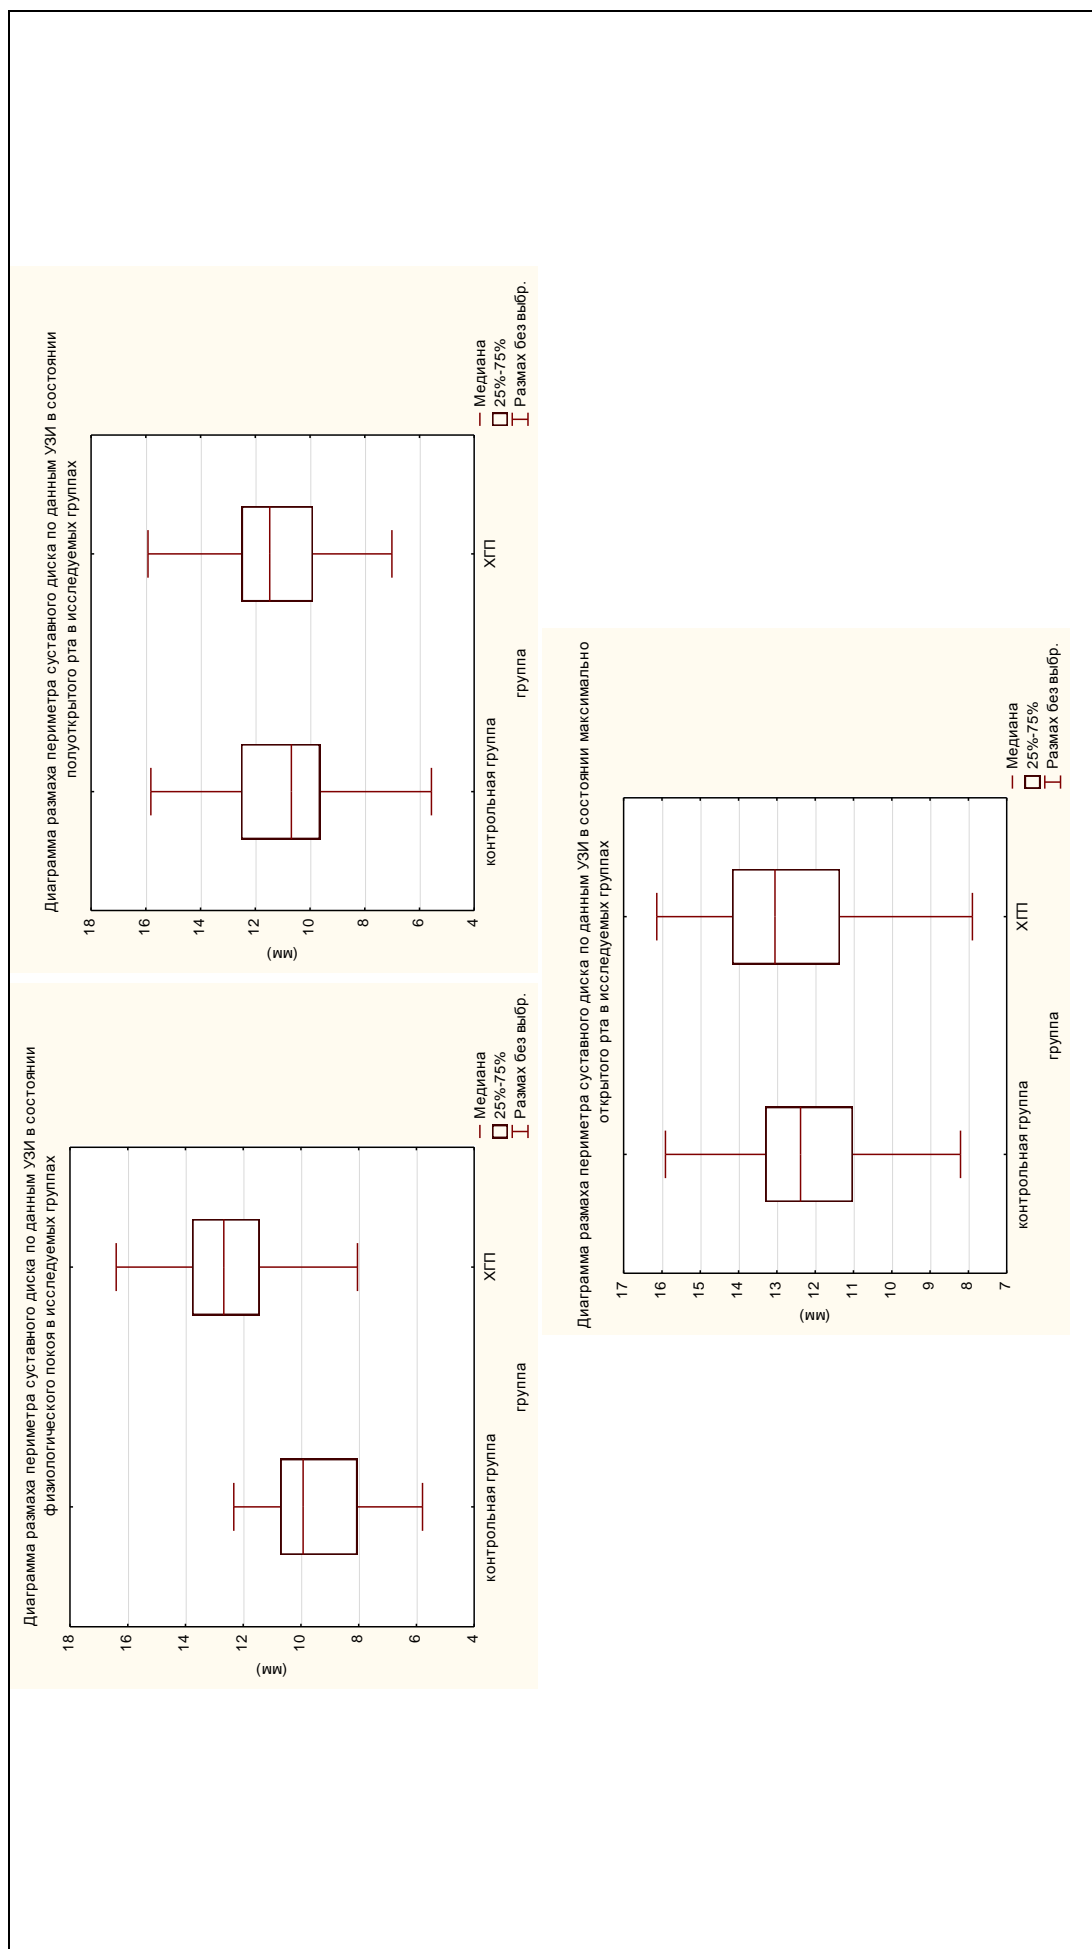 Диаграмма размаха периметра суставного диска по данным УЗИ в состоянии
физиологического покоя в исследуемых группах
18
16
14
12
10
8
6
4
(мм)
контрольная группа
ХГП
группа
Медиана
25%-75%
Размах без выбр.
Диаграмма размаха периметра суставного диска по данным УЗИ в состоянии
полуоткрытого рта в исследуемых группах
18
16
14
12
10
8
6
4
(мм)
контрольная группа
ХГП
группа
Медиана
25%-75%
Размах без выбр.
Диаграмма размаха периметра суставного диска по данным УЗИ в состоянии максимально
открытого рта в исследуемых группах
17
16
15
14
13
12
11
10
9
8
7
(мм)
контрольная группа
ХГП
группа
Медиана
25%-75%
Размах без выбр.